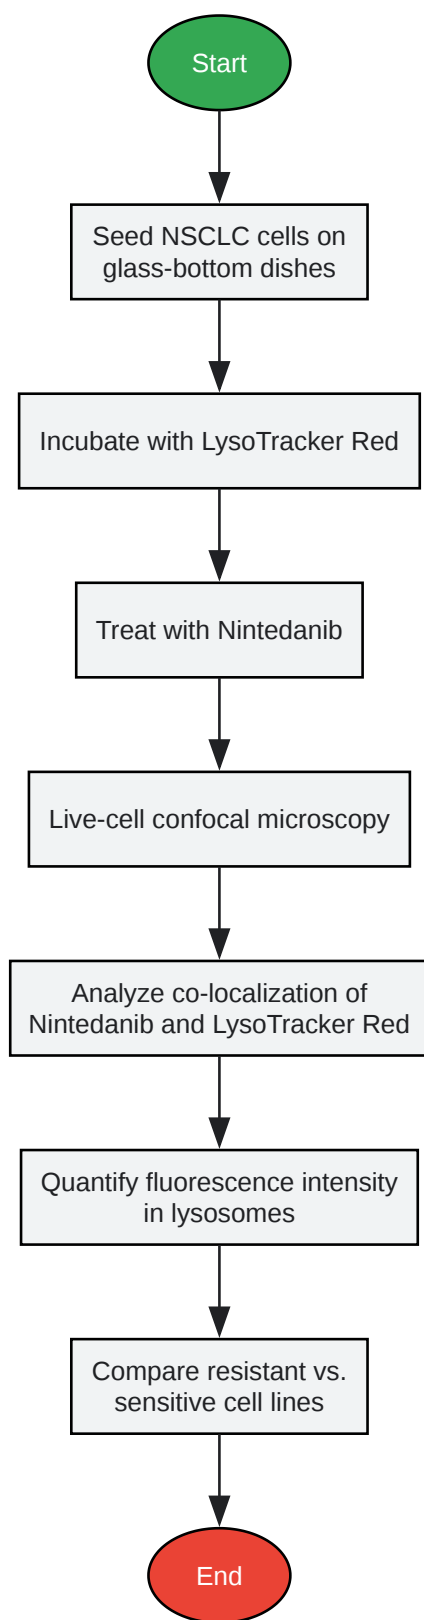 Start
Seed NSCLC cells on
glass-bottom dishes
Incubate with LysoTracker Red
Treat with Nintedanib
Live-cell confocal microscopy
Analyze co-localization of
Nintedanib and LysoTracker Red
Quantify fluorescence intensity
in lysosomes
Compare resistant vs.
sensitive cell lines
End